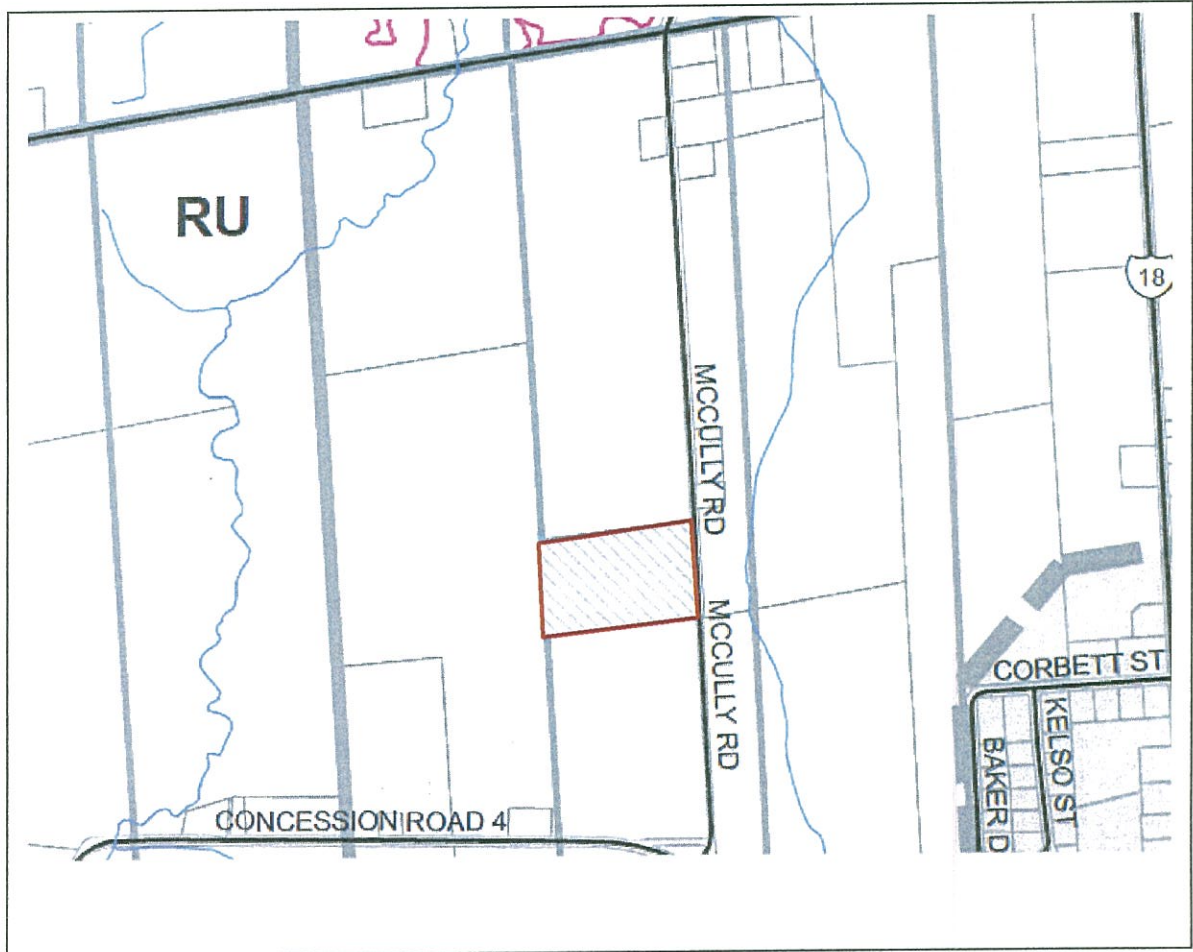 RU
18
MCCULLY RD
MCCULLY RD
CORBETT ST
KELSO ST
BAKER D
CONCESSION ROAD 4